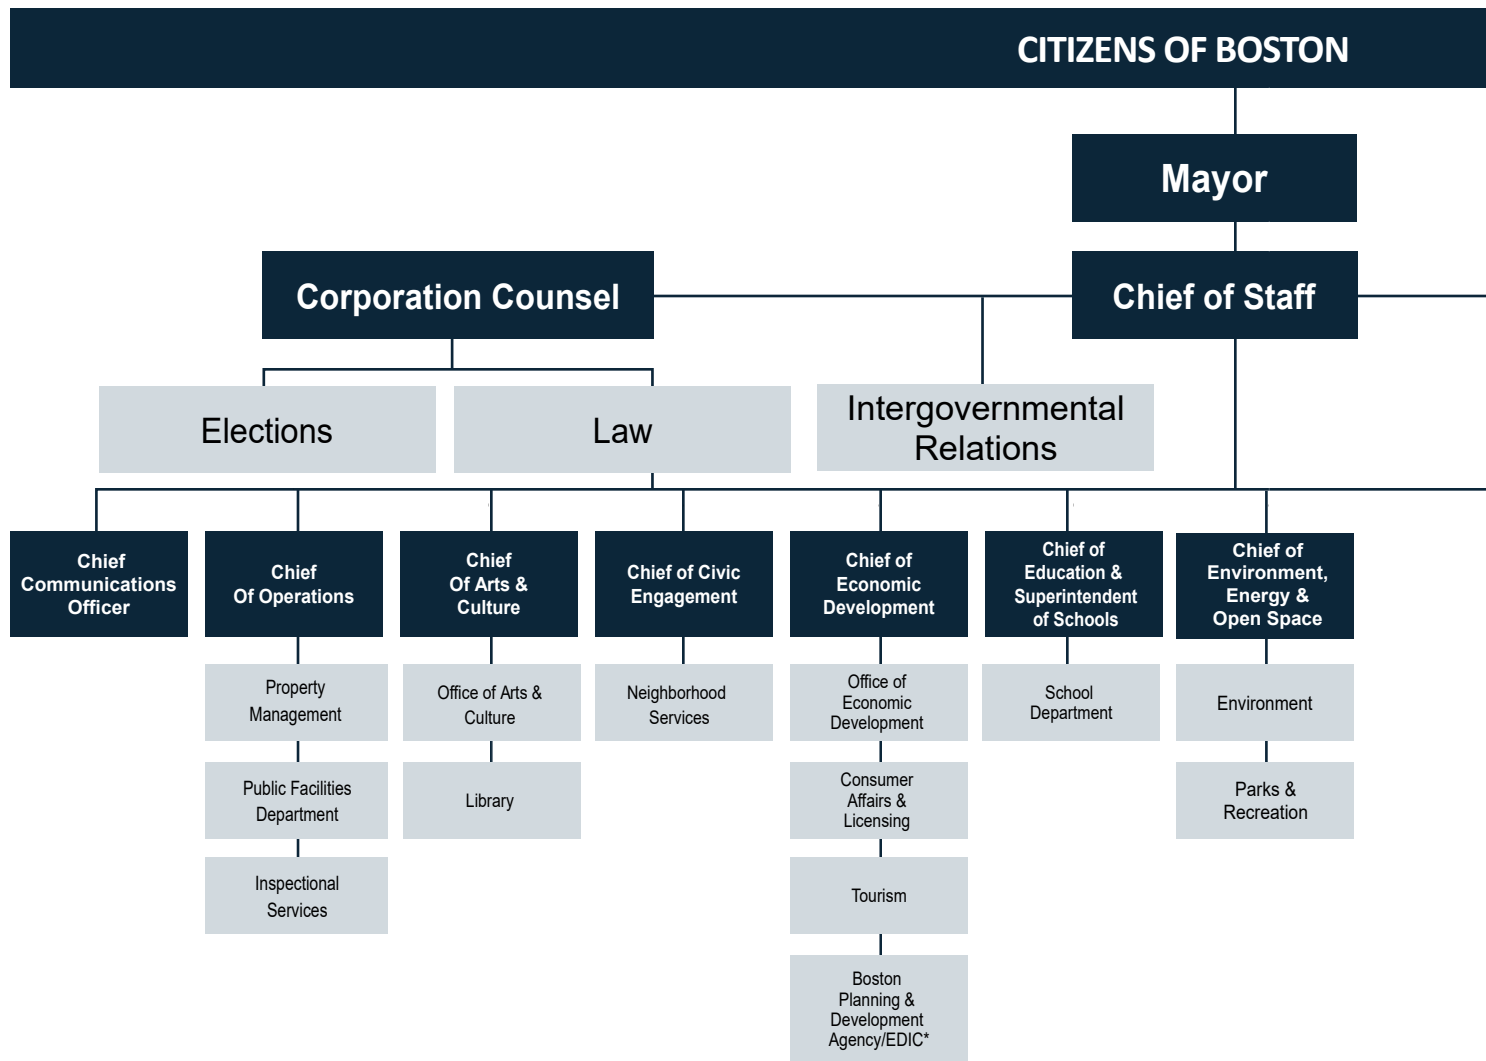 CITIZENS OF BOSTON
Mayor
Corporation Counsel
Chief of Staff
Elections
Law
Intergovernmental
Relations
Chief
Communications
Officer
Chief
Of Operations
Chief
Of Arts &
Culture
Chief of Civic
Engagement
Chief of
Economic
Development
Chief of
Education &
Superintendent
of Schools
Chief of
Environment,
Energy &
Open Space
Property
Management
Office of Arts &
Culture
Neighborhood
Services
Office of
Economic
Development
School
Department
Environment
Public Facilities
Department
Library
Consumer
Affairs &
Licensing
Parks &
Recreation
Inspectional
Services
Tourism
Boston
Planning &
Development
Agency/EDIC*